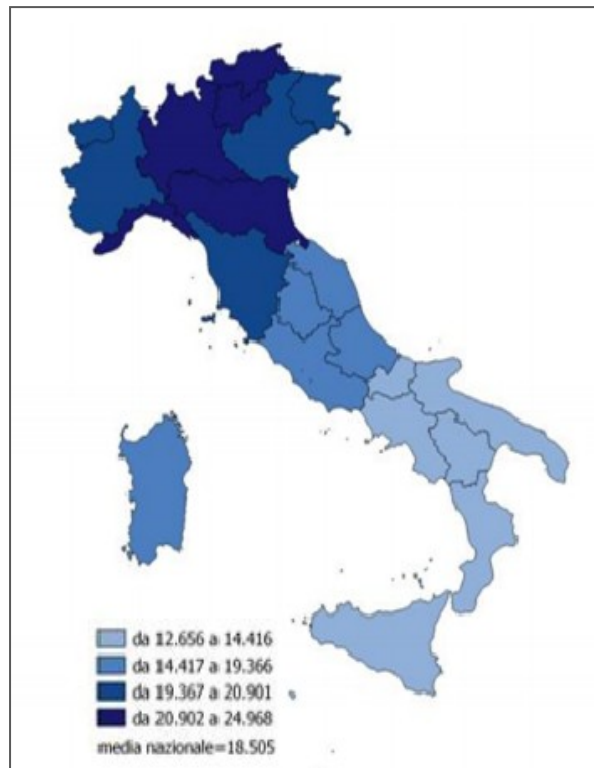 da 12.656 a 14.416
da 14.417 a 19.366
da 19.367 a 20.901
da 20.902 a 24.968
media nazionale=18.505